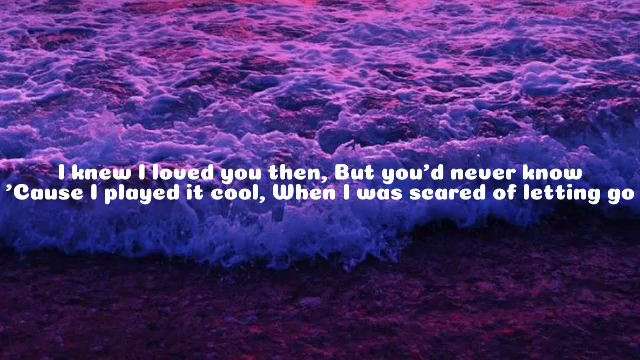 I knew I loved you then, But you'd never know
'Cause I played it cool, When I was scared of letting go